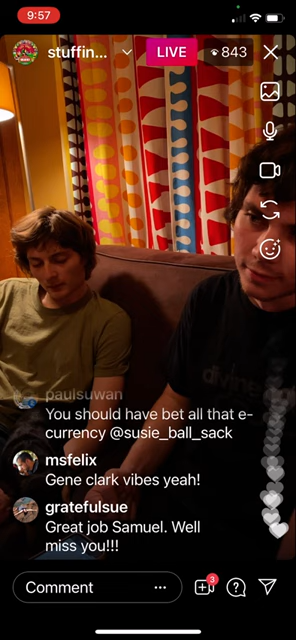 9:57
stuffin...
LIVE
843
paulsuwan
You should have bet all that e-
currency @susie_ball_sack
msfelix
Gene clark vibes yeah!
gratefulsue
Great job Samuel. Well
miss you!!!
Comment
3